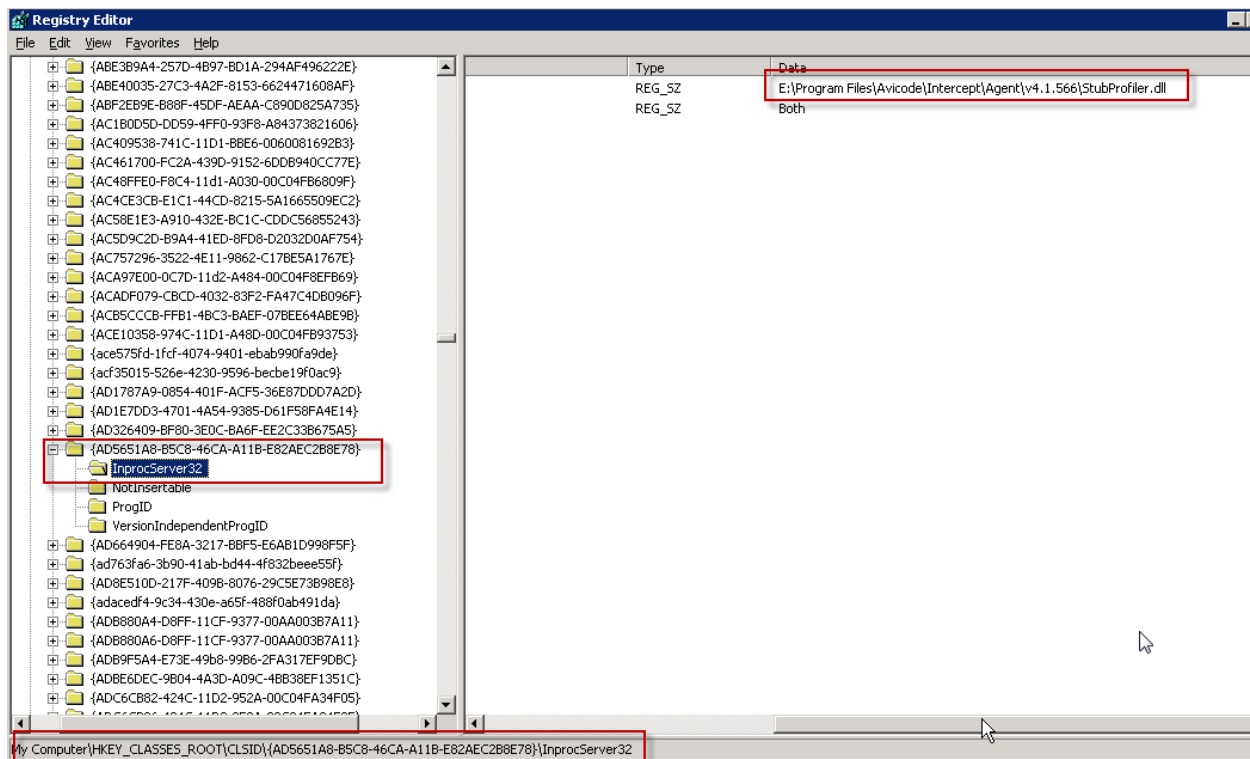 Registry Editor
File Edit View Favorites Help
{ABE3B9A4-257D-4B97-BD1A-294AF496222E}
{ABE40035-27C3-4A2F-8153-6624471608AF}
{ABF2EB9E-B88F-45DF-AEAA-C890D825A735}
{AC1B0D5D-DD59-4FF0-93F8-A84373821606}
{AC409538-741C-11D1-BBE6-0060081692B3}
{AC461700-FC2A-439D-9152-6DDB940CC77E}
{AC48FFE0-F8C4-11d1-A030-00C04FB6809F}
{AC4CE3CB-E1C1-44CD-8215-5A1665509EC2}
{AC58E1E3-A910-432E-BC1C-CDDC56855243}
{AC5D9C2D-B9A4-41ED-8FD8-D2032D0AF754}
{AC757296-3522-4E11-9862-C17BE5A1767E}
{ACA97E00-0C7D-11d2-A484-00C04F8EFB69}
{ACADF079-CBCD-4032-83F2-FA47C4DB096F}
{ACB5CCCB-FFB1-4BC3-BAEF-07BEE64ABE9B}
{ACE10358-974C-11D1-A48D-00C04FB93753}
{ace575fd-1fcf-4074-9401-ebab990fa9de}
{acf35015-526e-4230-9596-becbe19f0ac9}
{AD1787A9-0854-401F-ACF5-36E87DDD7A2D}
{AD1E7DD3-4701-4A54-9385-D61F58FA4E14}
{AD326409-BF80-3E0C-BA6F-EE2C33B675A5}
{AD5651A8-B5C8-46CA-A11B-E82AEC2B8E78}
InprocServer32
NotInsertable
ProgID
VersionIndependentProgID
{AD664904-FE8A-3217-BBF5-E6AB1D998F5F}
{ad763fa6-3b90-41ab-bd44-4f832beee55f}
{AD8E510D-217F-409B-8076-29C5E73B98E8}
{adacedf4-9c34-430e-a65f-488f0ab491da}
{ADB880A4-D8FF-11CF-9377-00AA003B7A11}
{ADB880A6-D8FF-11CF-9377-00AA003B7A11}
{ADB9F5A4-E73E-49b8-99B6-2FA317EF9DBC}
{ADBE6DEC-9B04-4A3D-A09C-4BB38EF1351C}
{ADC6CB82-424C-11D2-952A-00C04FA34F05}
Type Data
REG_SZ E:\Program Files\Avicode\Intercept\Agent\v4.1.566\StubProfiler.dll
REG_SZ Both
My Computer\HKEY_CLASSES_ROOT\CLSID\{AD5651A8-B5C8-46CA-A11B-E82AEC2B8E78}\InprocServer32